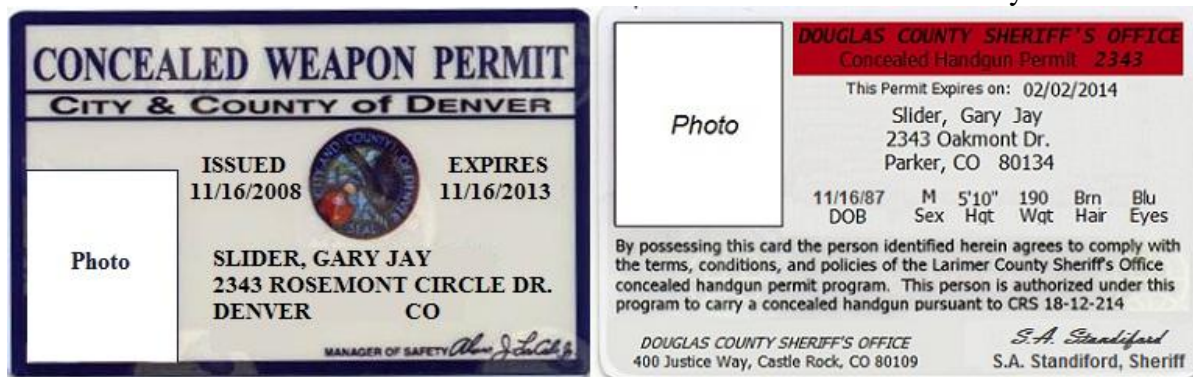 CONCEALED WEAPON PERMIT
CITY & COUNTY of DENVER
ISSUED
11/16/2008
CITY AND COUNTY OF DENVER
SEAL
EXPIRES
11/16/2013
Photo
SLIDER, GARY JAY
2343 ROSEMONT CIRCLE DR.
DENVER CO
MANAGER OF SAFETY
Photo
DOUGLAS COUNTY SHERIFF'S OFFICE
Concealed Handgun Permit 2343
This Permit Expires on: 02/02/2014
Slider, Gary Jay
2343 Oakmont Dr.
Parker, CO 80134
11/16/87 M 5'10" 190 Brn Blu
DOB Sex Hgt Wgt Hair Eyes
By possessing this card the person identified herein agrees to comply with
the terms, conditions, and policies of the Larimer County Sheriff's Office
concealed handgun permit program. This person is authorized under this
program to carry a concealed handgun pursuant to CRS 18-12-214
DOUGLAS COUNTY SHERIFF'S OFFICE
400 Justice Way, Castle Rock, CO 80109
S.A. Standiford
S.A. Standiford, Sheriff